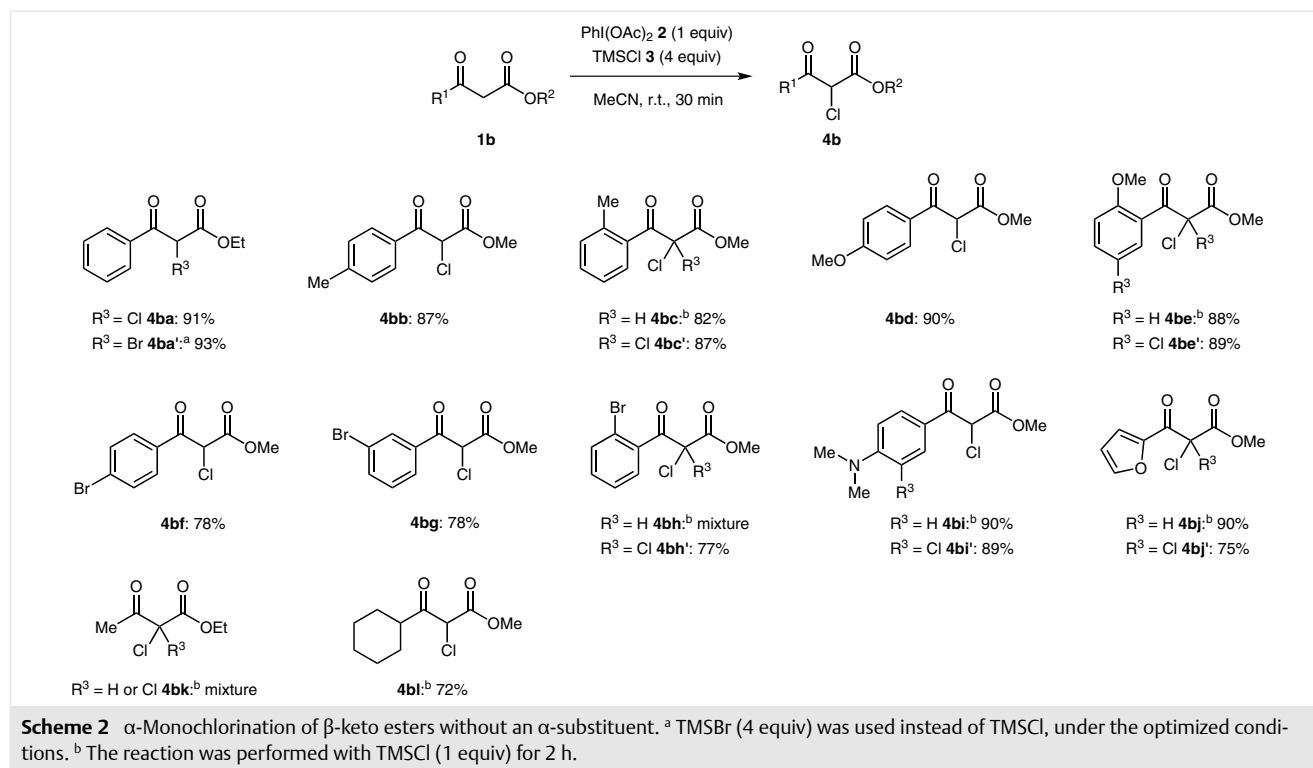 PhI(OAc)₂ 2 (1 equiv)
TMSCl 3 (4 equiv)
MeCN, r.t., 30 min
O O
R¹ OR²
1b
O O
R¹ OR²
Cl
4b
O O
OEt
R³
R³ = Cl 4ba: 91%
R³ = Br 4ba':ᵃ 93%
O O
OMe
Cl
Me
4bb: 87%
Me O O
OMe
Cl R³
R³ = H 4bc:ᵇ 82%
R³ = Cl 4bc': 87%
O O
OMe
Cl
MeO
4bd: 90%
OMe O O
OMe
Cl R³
R³
R³ = H 4be:ᵇ 88%
R³ = Cl 4be': 89%
O O
OMe
Cl
Br
4bf: 78%
O O
Br OMe
Cl
4bg: 78%
Br O O
OMe
Cl R³
R³ = H 4bh:ᵇ mixture
R³ = Cl 4bh': 77%
O O
OMe
Cl
Me N
Me R³
R³ = H 4bi:ᵇ 90%
R³ = Cl 4bi': 89%
O O
OMe
O Cl R³
R³ = H 4bj:ᵇ 90%
R³ = Cl 4bj': 75%
O O
Me OEt
Cl R³
R³ = H or Cl 4bk:ᵇ mixture
O O
OMe
Cl
4bl:ᵇ 72%
Scheme 2 α-Monochlorination of β-keto esters without an α-substituent. ᵃ TMSBr (4 equiv) was used instead of TMSCl, under the optimized condi-
tions. ᵇ The reaction was performed with TMSCl (1 equiv) for 2 h.